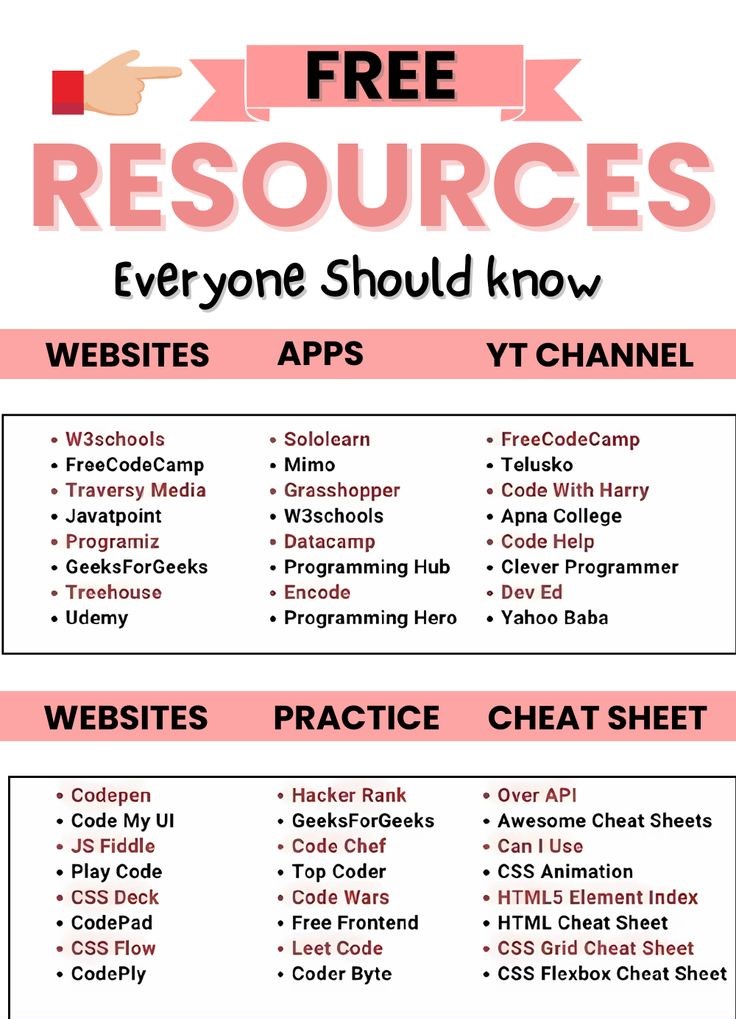 FREE
RESOURCES
Everyone Should know
WEBSITES
APPS
YT CHANNEL
• W3schools
• FreeCodeCamp
• Traversy Media
• Javatpoint
• Programiz
• GeeksForGeeks
• Treehouse
• Udemy
• Sololearn
• Mimo
• Grasshopper
• W3schools
• Datacamp
• Programming Hub
• Encode
• Programming Hero
• FreeCodeCamp
• Telusko
• Code With Harry
• Apna College
• Code Help
• Clever Programmer
• Dev Ed
• Yahoo Baba
WEBSITES
PRACTICE
CHEAT SHEET
• Codepen
• Code My UI
• JS Fiddle
• Play Code
• CSS Deck
• CodePad
• CSS Flow
• CodePly
• Hacker Rank
• GeeksForGeeks
• Code Chef
• Top Coder
• Code Wars
• Free Frontend
• Leet Code
• Coder Byte
• Over API
• Awesome Cheat Sheets
• Can I Use
• CSS Animation
• HTML5 Element Index
• HTML Cheat Sheet
• CSS Grid Cheat Sheet
• CSS Flexbox Cheat Sheet